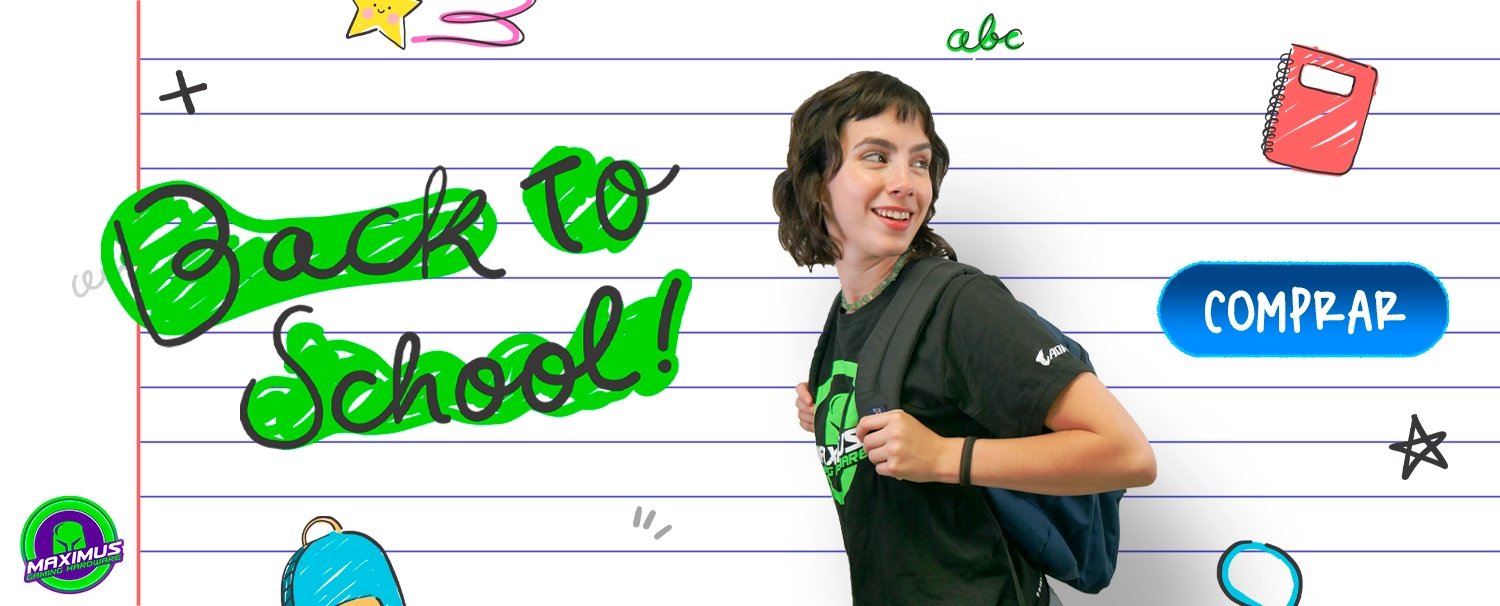 abc
Back To
School!
COMPRAR
MAXIMUS
GAMING HARDWARE